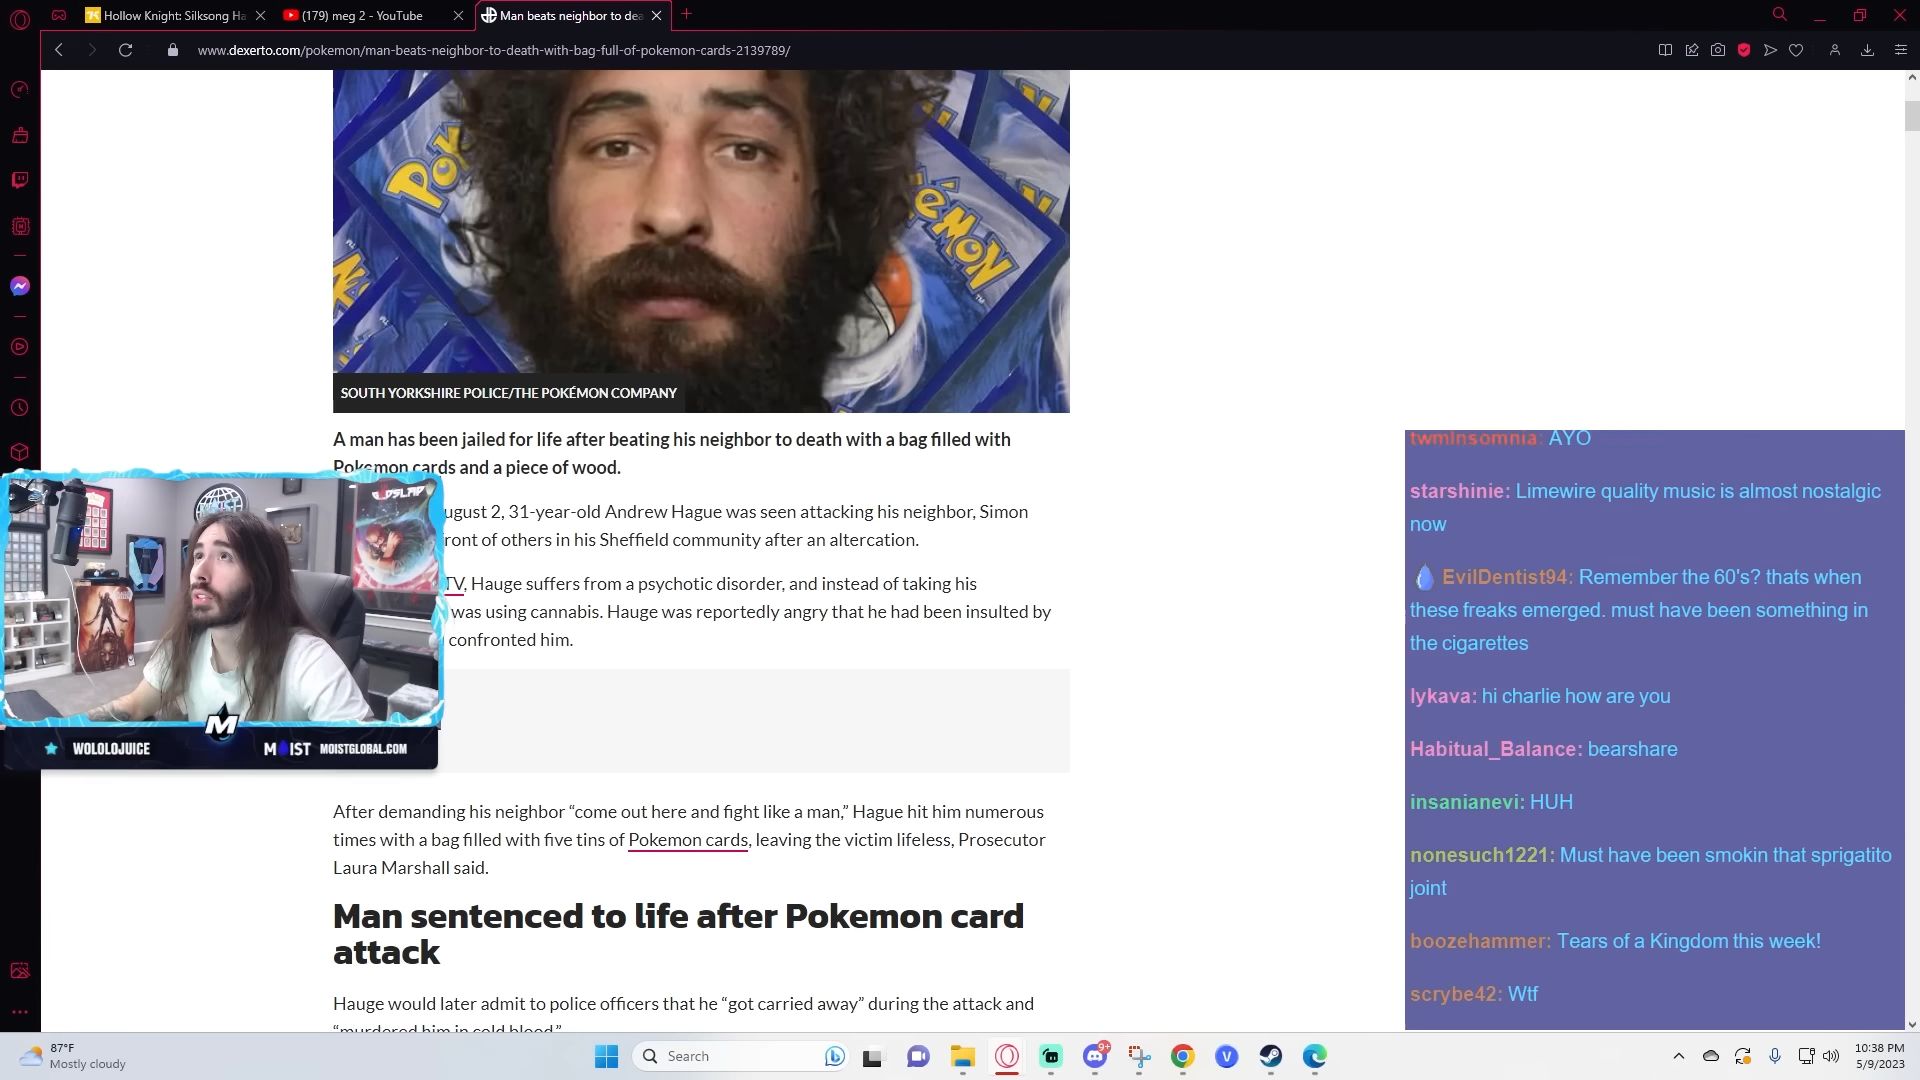 Hollow Knight: Silksong Ha
(179) meg 2 - YouTube
Man beats neighbor to dea
www.dexerto.com/pokemon/man-beats-neighbor-to-death-with-bag-full-of-pokemon-cards-2139789/
SOUTH YORKSHIRE POLICE/THE POKÉMON COMPANY
A man has been jailed for life after beating his neighbor to death with a bag filled with
Pokemon cards and a piece of wood.
ugust 2, 31-year-old Andrew Hague was seen attacking his neighbor, Simon
ront of others in his Sheffield community after an altercation.
TV, Hauge suffers from a psychotic disorder, and instead of taking his
was using cannabis. Hauge was reportedly angry that he had been insulted by
confronted him.
WOLOLOJUICE
M
MOIST MOISTGLOBAL.COM
After demanding his neighbor “come out here and fight like a man,” Hague hit him numerous
times with a bag filled with five tins of Pokemon cards, leaving the victim lifeless, Prosecutor
Laura Marshall said.
Man sentenced to life after Pokemon card
attack
Hauge would later admit to police officers that he “got carried away” during the attack and
“murdered him in cold blood.”
twmInsomnia: AYO
starshinie: Limewire quality music is almost nostalgic
now
EvilDentist94: Remember the 60's? thats when
these freaks emerged. must have been something in
the cigarettes
lykava: hi charlie how are you
Habitual_Balance: bearshare
insanianevi: HUH
nonesuch1221: Must have been smokin that sprigatito
joint
boozehammer: Tears of a Kingdom this week!
scrybe42: Wtf
87°F
Mostly cloudy
Search
9+
10:38 PM
5/9/2023